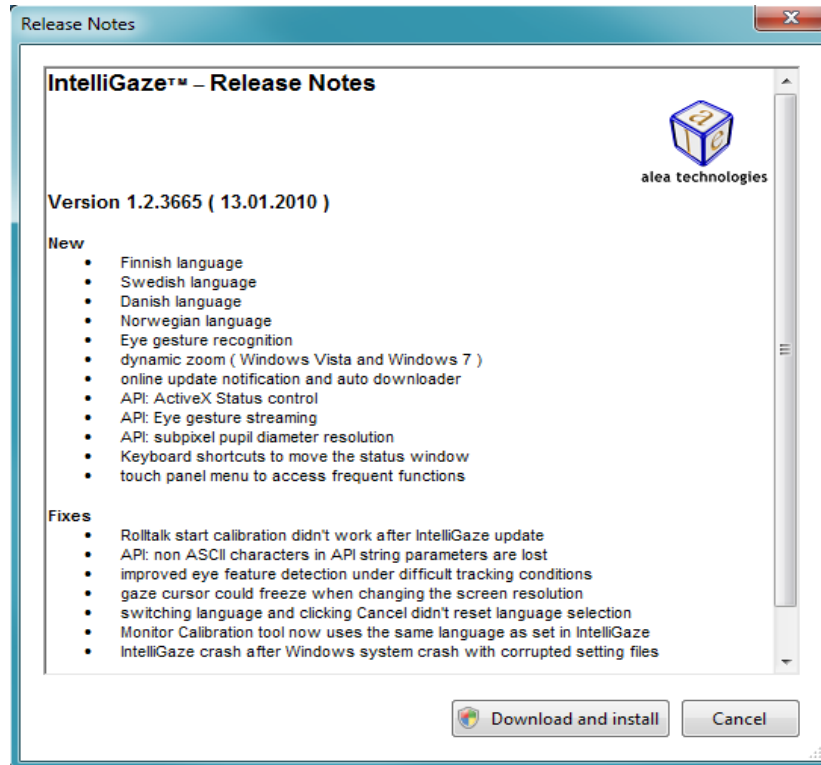 Release Notes
x
IntelliGaze™ – Release Notes
a
l e
alea technologies
Version 1.2.3665 ( 13.01.2010 )
New
• Finnish language
• Swedish language
• Danish language
• Norwegian language
• Eye gesture recognition
• dynamic zoom ( Windows Vista and Windows 7 )
• online update notification and auto downloader
• API: ActiveX Status control
• API: Eye gesture streaming
• API: subpixel pupil diameter resolution
• Keyboard shortcuts to move the status window
• touch panel menu to access frequent functions
Fixes
• Rolltalk start calibration didn't work after IntelliGaze update
• API: non ASCII characters in API string parameters are lost
• improved eye feature detection under difficult tracking conditions
• gaze cursor could freeze when changing the screen resolution
• switching language and clicking Cancel didn't reset language selection
• Monitor Calibration tool now uses the same language as set in IntelliGaze
• IntelliGaze crash after Windows system crash with corrupted setting files
Download and install
Cancel